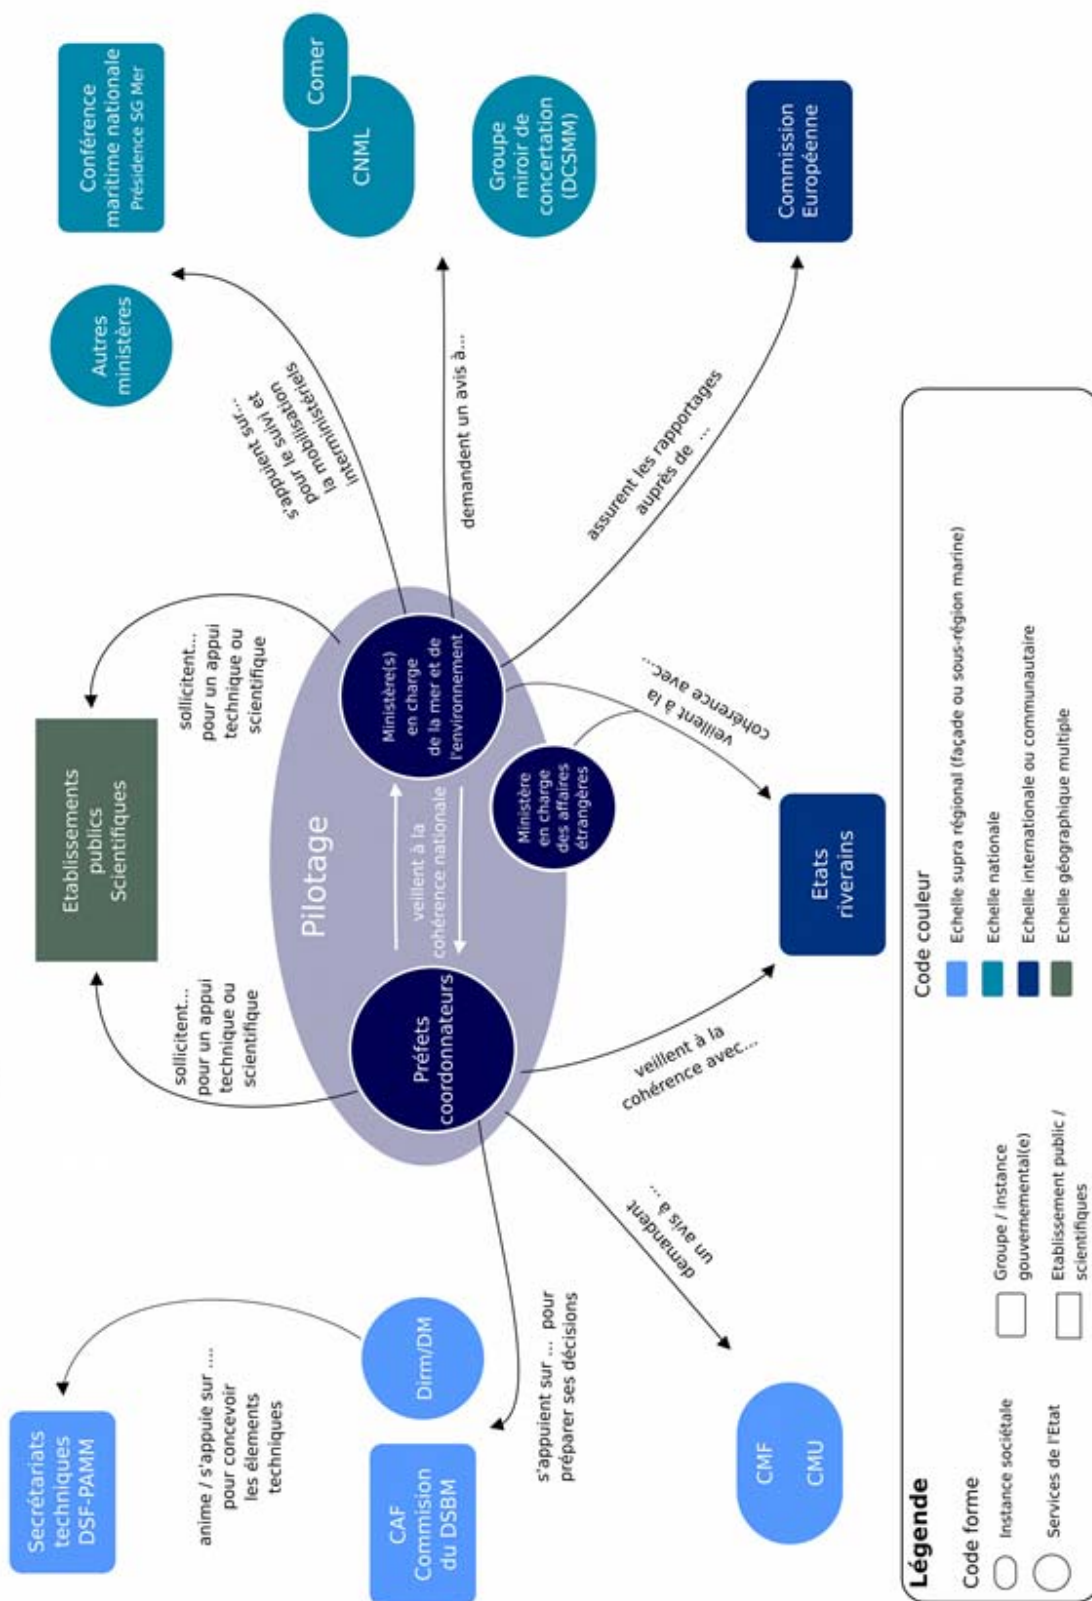 Secrétariats
techniques
DSF-PAMM
anime / s'appuie sur ....
pour concevoir
les élements
techniques
CAF
Commision
du DSBM
Dirm/DM
s'appuient sur ... pour
préparer ses décisions
CMF
CMU
demandent
un avis à ...
sollicitent...
pour un appui
technique ou
scientifique
Etablissements
publics
Scientifiques
sollicitent...
pour un appui
technique ou
scientifique
Pilotage
Préfets
coordonnateurs
veillent à la
cohérence nationale
Ministère(s)
en charge
de la mer et de
l'environnement
Ministère
en charge
des affaires
étrangères
veillent à la
cohérence avec...
veillent à la
cohérence avec...
Etats
riverains
s'appuient sur...
pour le suivi et
la mobilisation
interministériels
Autres
ministères
Conférence
maritime nationale
Présidence SG Mer
demandent un avis à...
Comer
CNML
Groupe
miroir de
concertation
(DCSMM)
assurent les rapportages
auprès de ...
Commission
Européenne
Légende
Code forme
Instance sociétale
Services de l'Etat
Groupe / instance
gouvernemental(e)
Etablissement public /
scientifiques
Code couleur
Echelle supra régional (façade ou sous-région marine)
Echelle nationale
Echelle internationale ou communautaire
Echelle géographique multiple